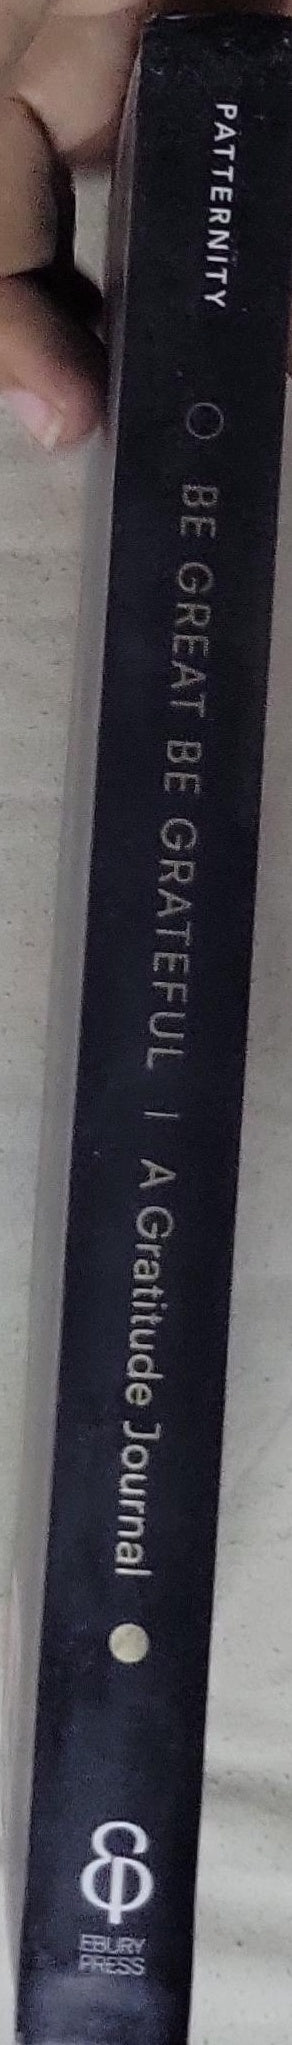 PATTERNITY
BE GREAT BE GRATEFUL | A Gratitude Journal
EBURY
PRESS